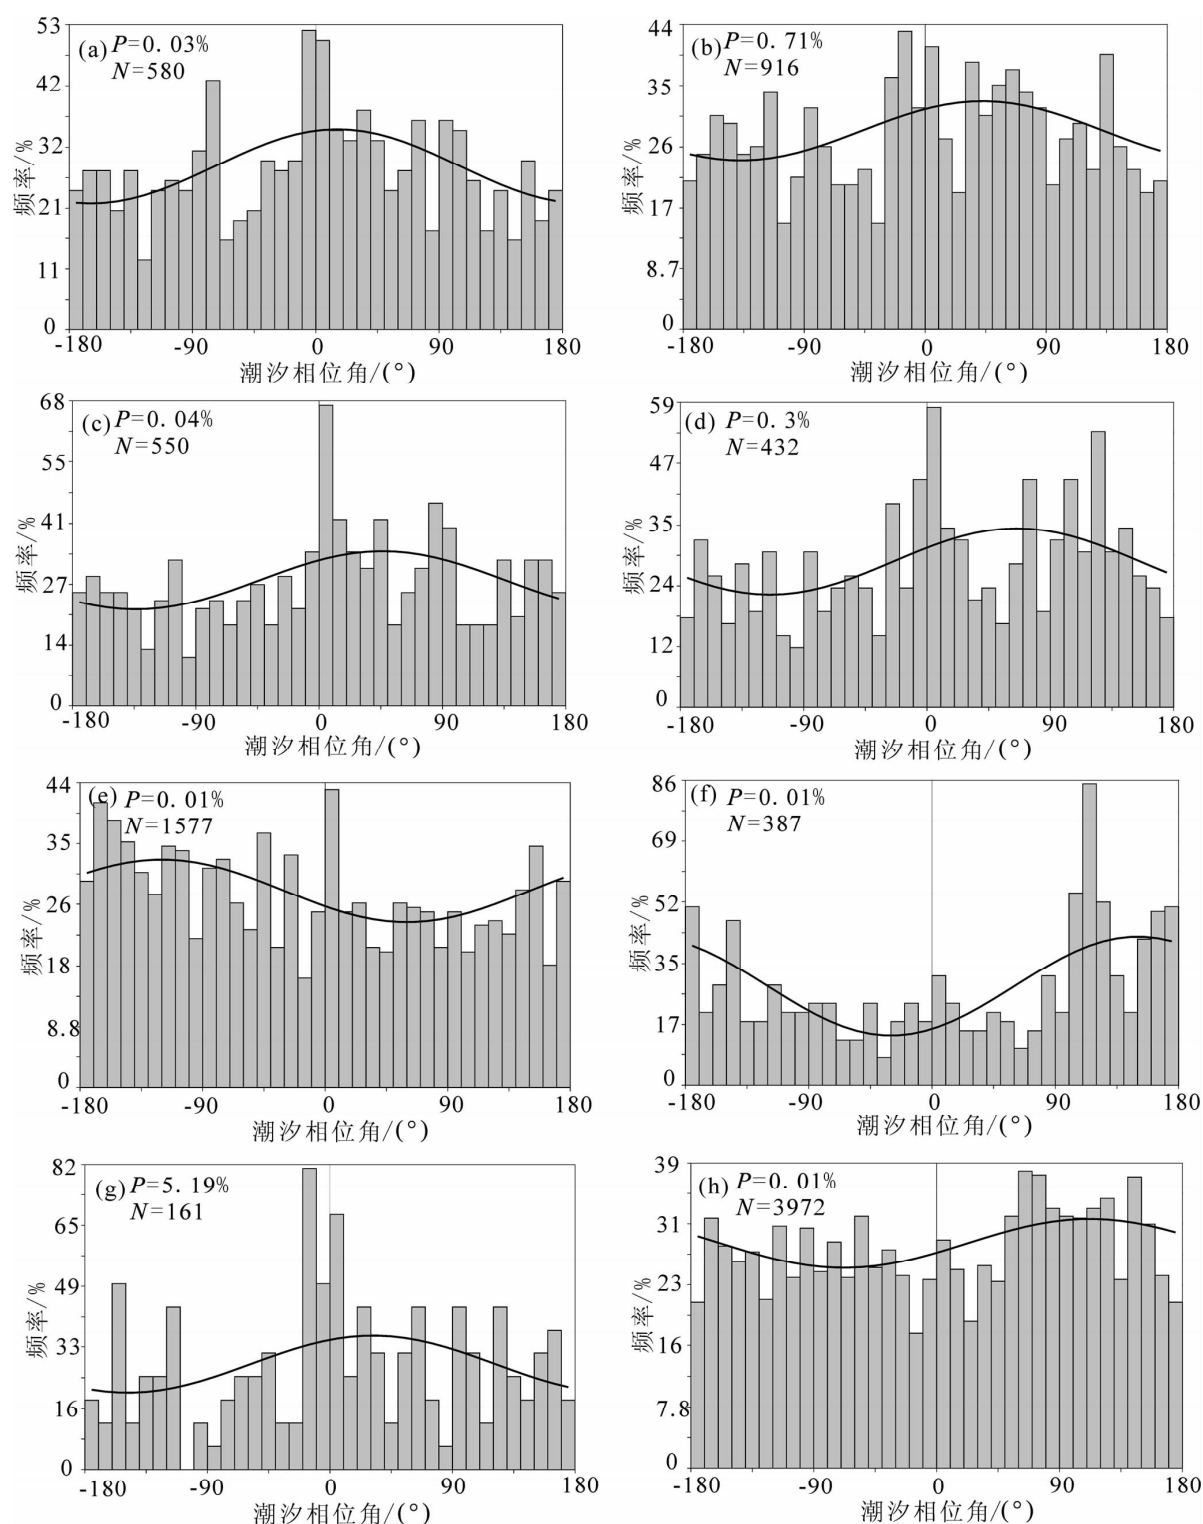 (a) P=0.03%
N=580
频率/%
53
42
32
21
11
0
-180 -90 0 90 180
潮汐相位角/(°)
(b) P=0.71%
N=916
频率/%
44
35
26
17
8.7
0
-180 -90 0 90 180
潮汐相位角/(°)
(c) P=0.04%
N=550
频率/%
68
55
41
27
14
0
-180 -90 0 90 180
潮汐相位角/(°)
(d) P=0.3%
N=432
频率/%
59
47
35
24
12
0
-180 -90 0 90 180
潮汐相位角/(°)
(e) P=0.01%
N=1577
频率/%
44
35
26
18
8.8
0
-180 -90 0 90 180
潮汐相位角/(°)
(f) P=0.01%
N=387
频率/%
86
69
52
35
17
0
-180 -90 0 90 180
潮汐相位角/(°)
(g) P=5.19%
N=161
频率/%
82
65
49
33
16
0
-180 -90 0 90 180
潮汐相位角/(°)
(h) P=0.01%
N=3972
频率/%
39
31
23
16
7.8
0
-180 -90 0 90 180
潮汐相位角/(°)